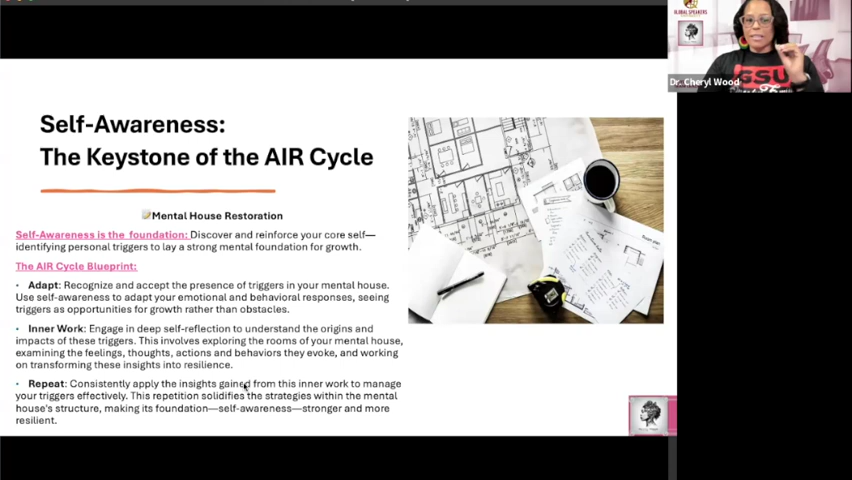 GLOBAL SPEAKERS
Dr. Cheryl Wood
GSU
Self-Awareness:
The Keystone of the AIR Cycle
Mental House Restoration
Self-Awareness is the foundation: Discover and reinforce your core self—
identifying personal triggers to lay a strong mental foundation for growth.
The AIR Cycle Blueprint:
• Adapt: Recognize and accept the presence of triggers in your mental house.
Use self-awareness to adapt your emotional and behavioral responses, seeing
triggers as opportunities for growth rather than obstacles.
• Inner Work: Engage in deep self-reflection to understand the origins and
impacts of these triggers. This involves exploring the rooms of your mental house,
examining the feelings, thoughts, actions and behaviors they evoke, and working
on transforming these insights into resilience.
• Repeat: Consistently apply the insights gained from this inner work to manage
your triggers effectively. This repetition solidifies the strategies within the mental
house's structure, making its foundation—self-awareness—stronger and more
resilient.